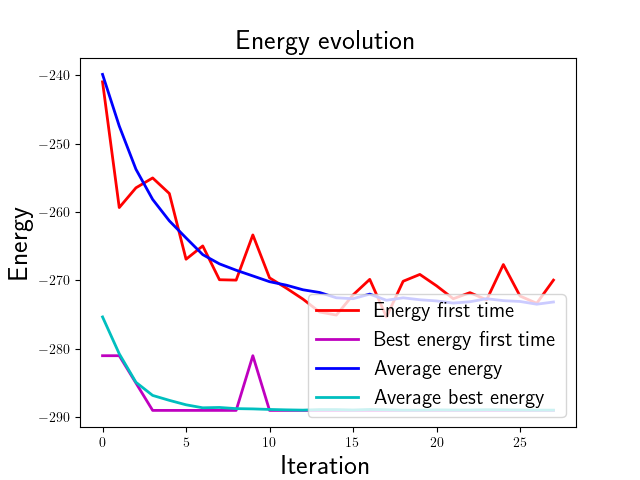 Energy evolution
Energy
−240
−250
−260
−270
−280
−290
Energy first time
Best energy first time
Average energy
Average best energy
0 5 10 15 20 25
Iteration